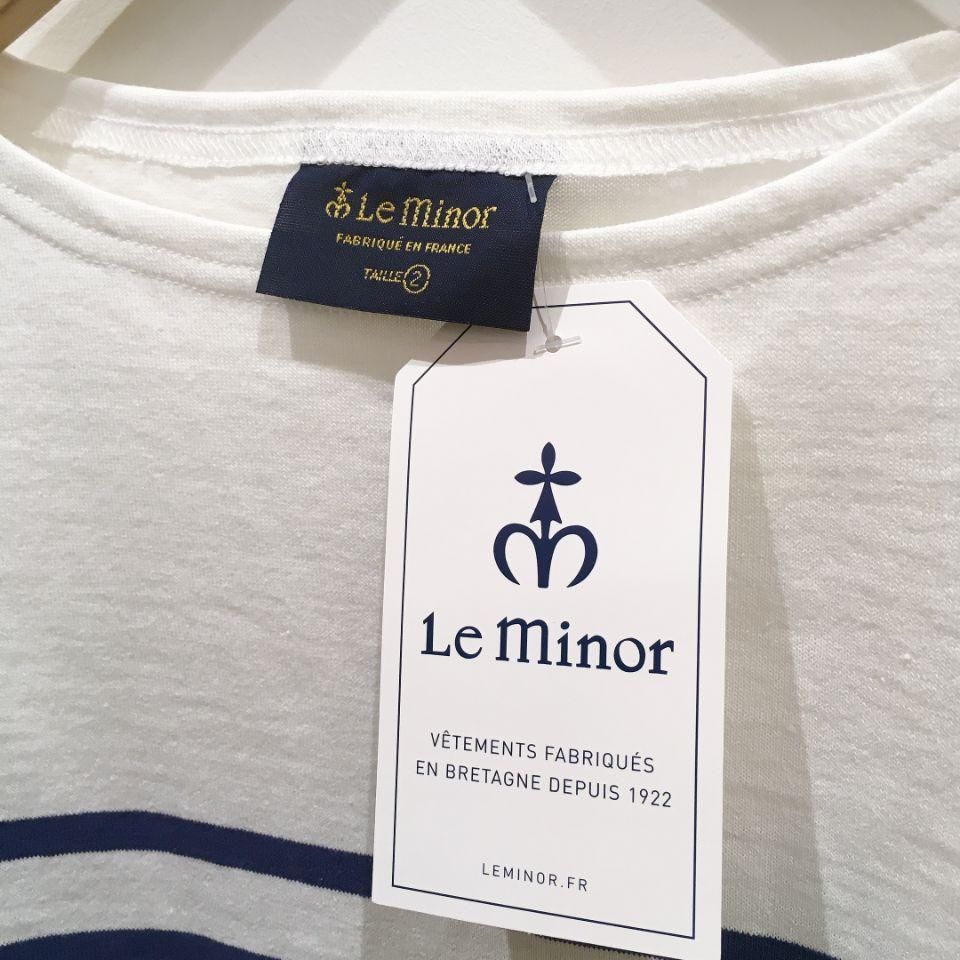 Le Minor
FABRIQUÉ EN FRANCE
TAILLE 2
Le Minor
VÊTEMENTS FABRIQUÉS
EN BRETAGNE DEPUIS 1922
LEMINOR.FR